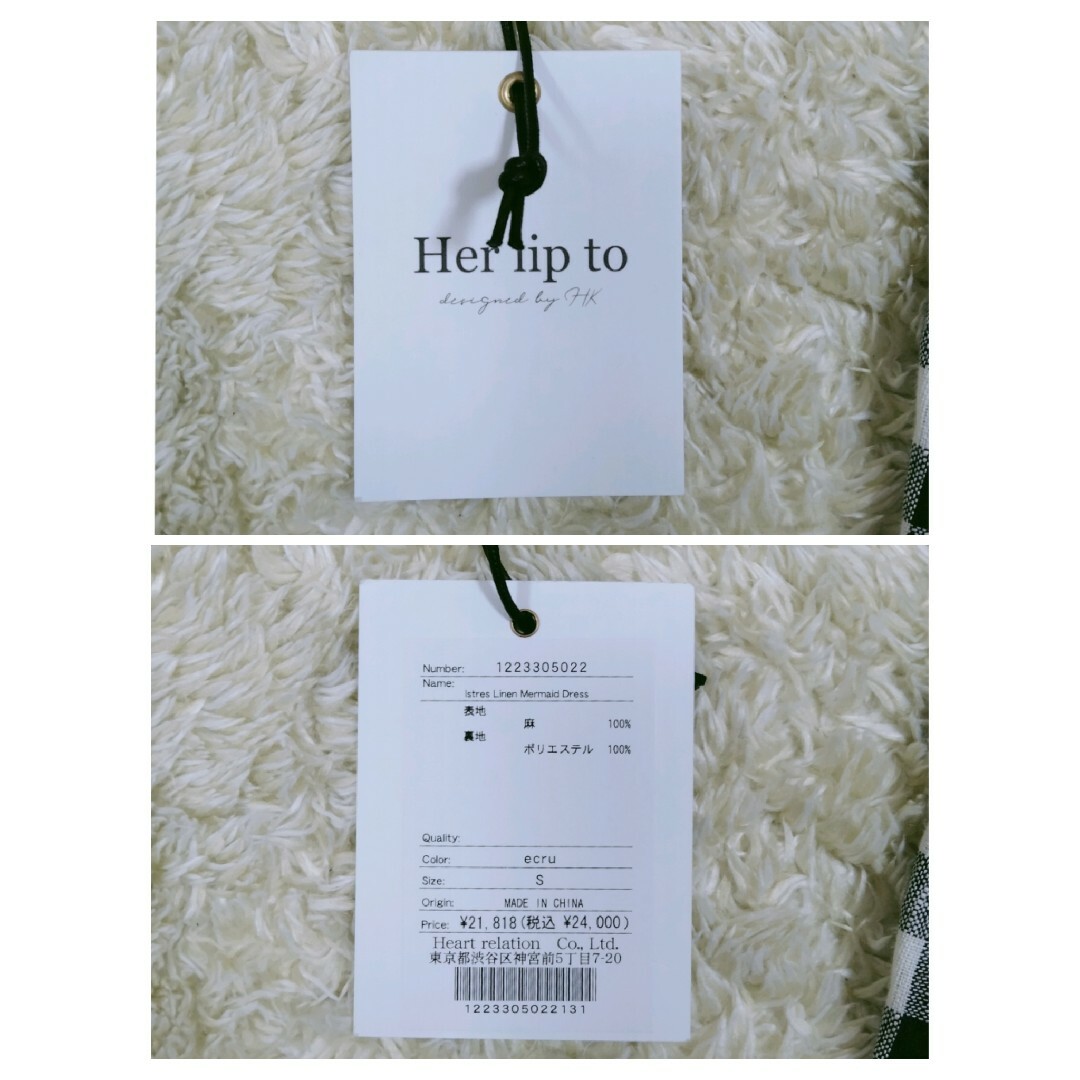 Her lip to
designed by HK
Number: 1223305022
Name:
Istres Linen Mermaid Dress
表地
麻 100%
裏地
ポリエステル 100%
Quality:
Color: ecru
Size: S
Origin: MADE IN CHINA
Price: ¥21,818(税込 ¥24,000)
Heart relation Co., Ltd.
東京都渋谷区神宮前5丁目7-20
1223305022131